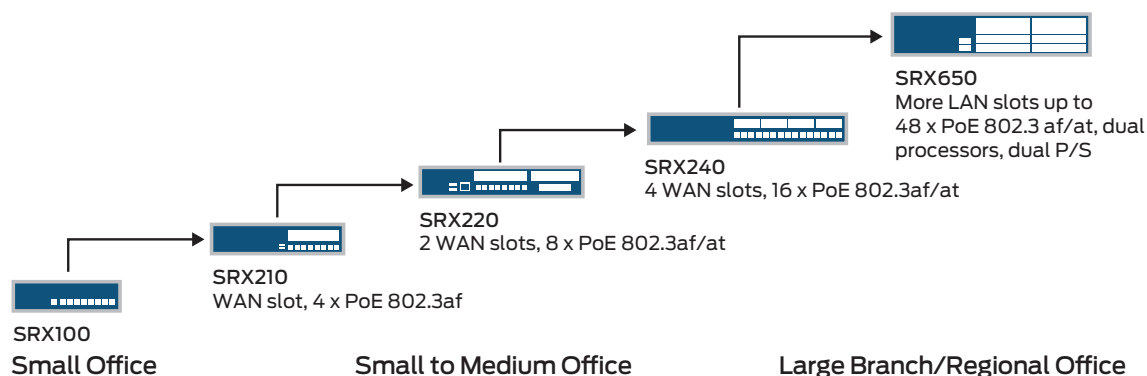 SRX650
More LAN slots up to
48 x PoE 802.3 af/at, dual
processors, dual P/S
SRX240
4 WAN slots, 16 x PoE 802.3af/at
SRX220
2 WAN slots, 8 x PoE 802.3af/at
SRX210
WAN slot, 4 x PoE 802.3af
SRX100
Small Office
Small to Medium Office
Large Branch/Regional Office